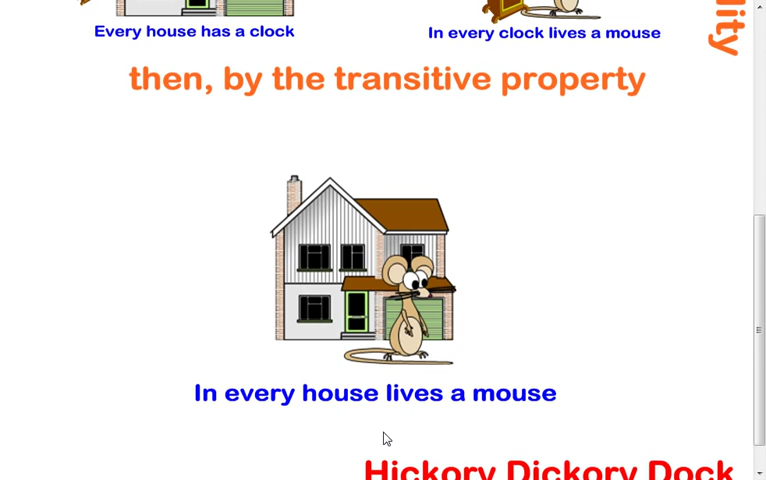 Every house has a clock
In every clock lives a mouse
lity
then, by the transitive property
In every house lives a mouse
Hickory Dickory Dock